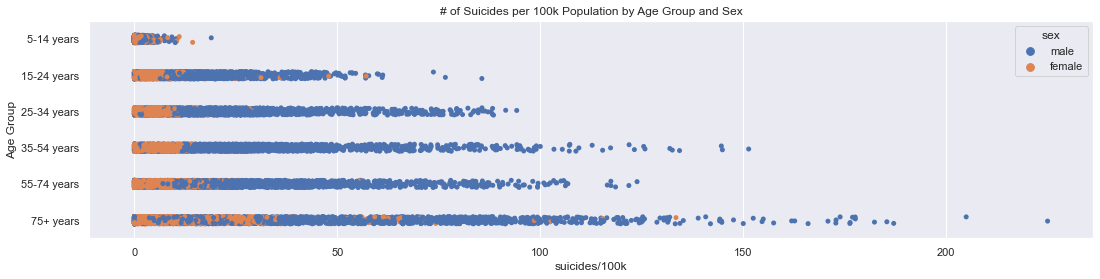 # of Suicides per 100k Population by Age Group and Sex
sex
male
female
Age Group
5-14 years
15-24 years
25-34 years
35-54 years
55-74 years
75+ years
0
50
100
150
200
suicides/100k